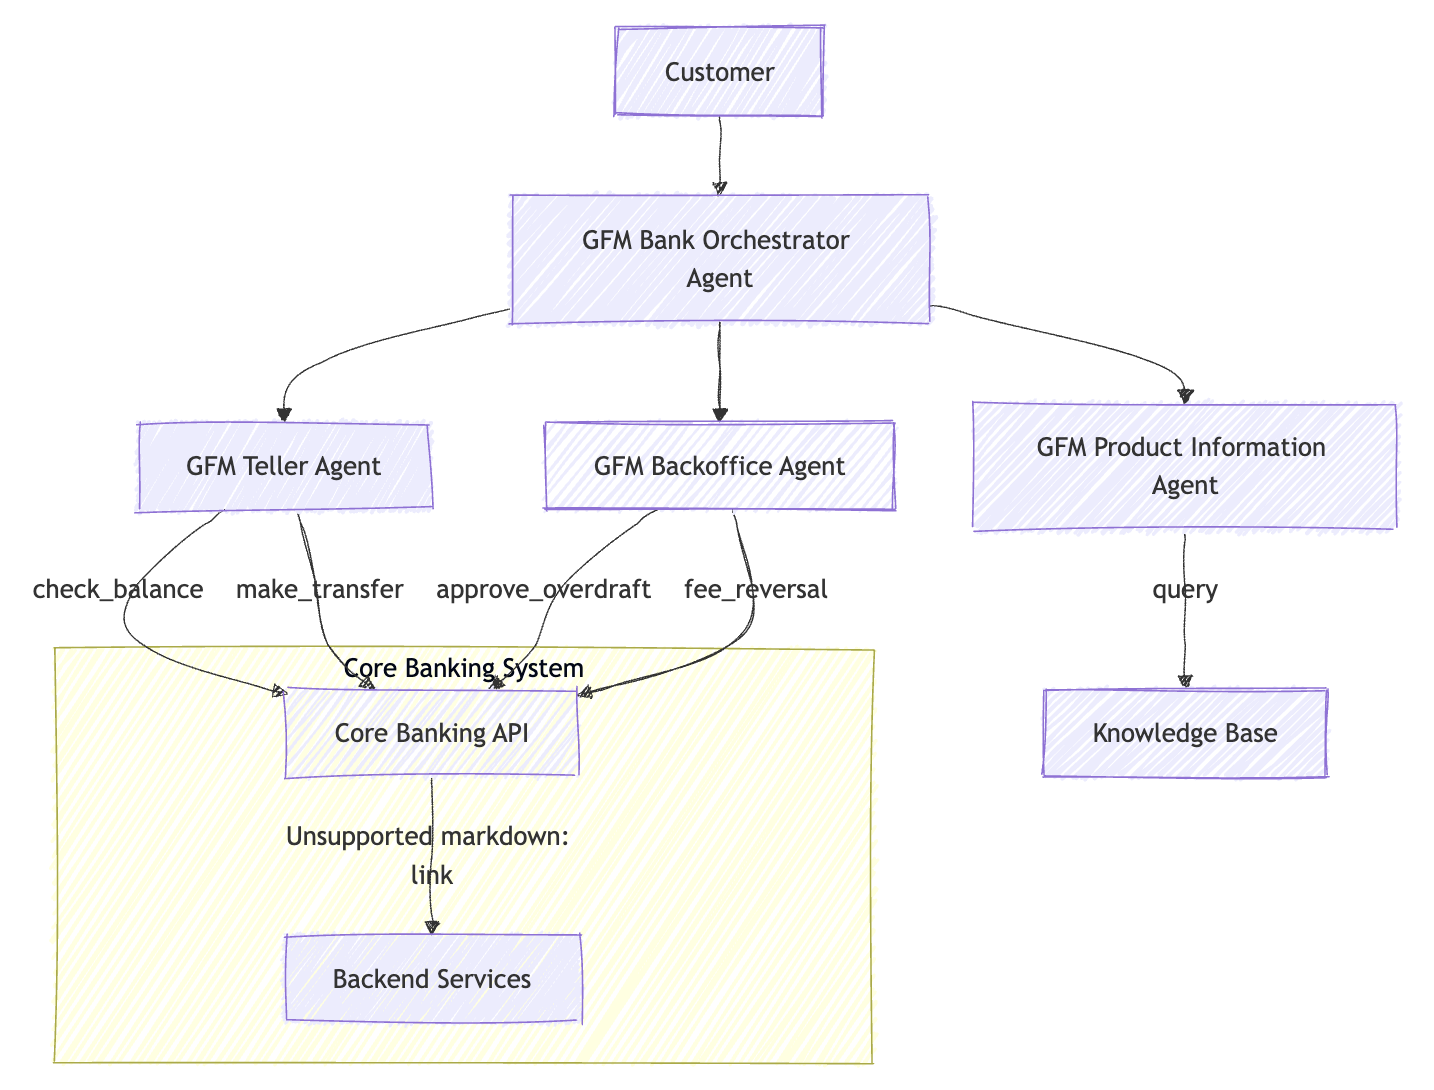 Customer
GFM Bank Orchestrator
Agent
GFM Teller Agent
GFM Backoffice Agent
GFM Product Information
Agent
check_balance
make_transfer
approve_overdraft
fee_reversal
query
Core Banking System
Core Banking API
Knowledge Base
Unsupported markdown:
link
Backend Services